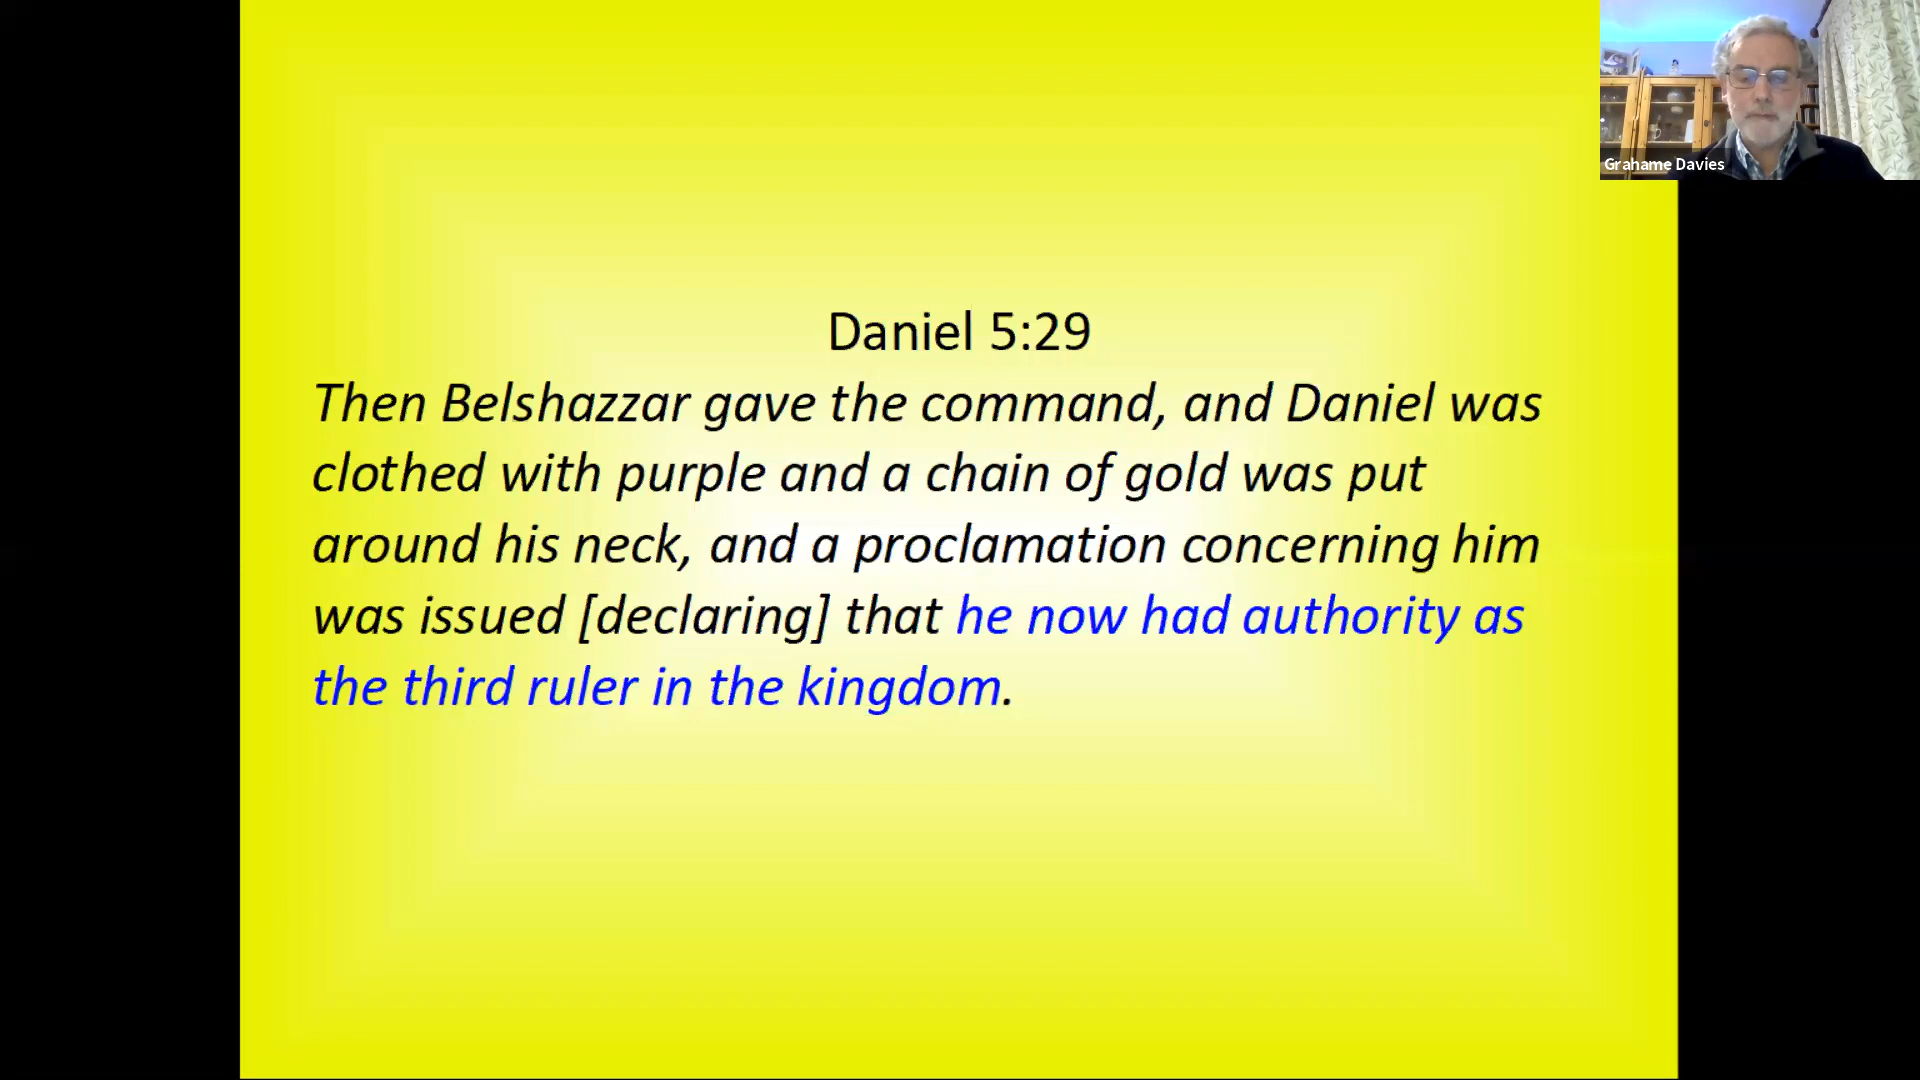 Daniel 5:29
Then Belshazzar gave the command, and Daniel was
clothed with purple and a chain of gold was put
around his neck, and a proclamation concerning him
was issued [declaring] that he now had authority as
the third ruler in the kingdom.
Grahame Davies